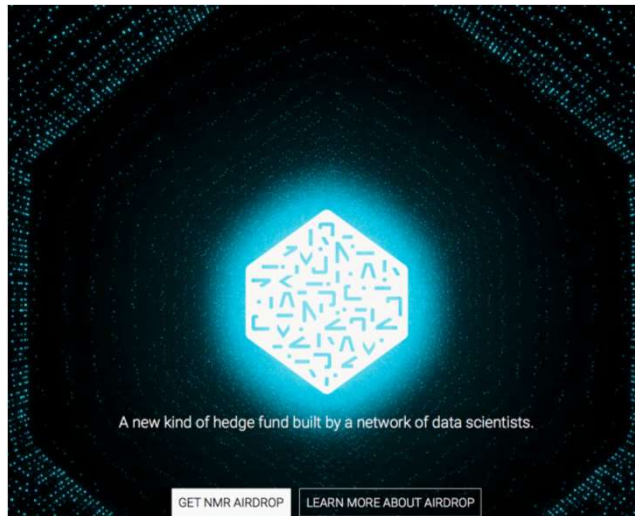 A new kind of hedge fund built by a network of data scientists.
GET NMR AIRDROP
LEARN MORE ABOUT AIRDROP